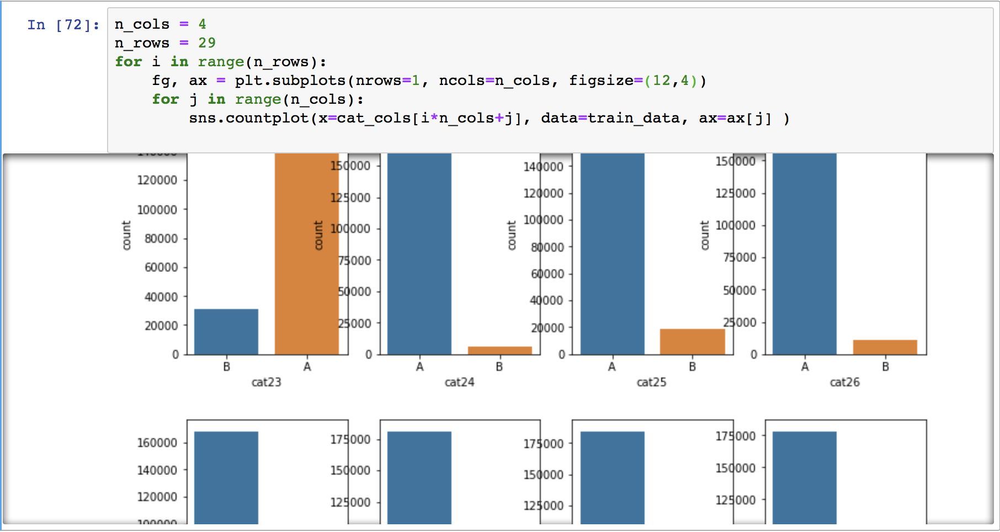 In [72]:
n_cols = 4
n_rows = 29
for i in range(n_rows):
    fg, ax = plt.subplots(nrows=1, ncols=n_cols, figsize=(12,4))
    for j in range(n_cols):
        sns.countplot(x=cat_cols[i*n_cols+j], data=train_data, ax=ax[j] )
120000
100000
80000
60000
40000
20000
0
count
B A
cat23
150000
125000
100000
75000
50000
25000
0
count
A B
cat24
140000
120000
100000
80000
60000
40000
20000
0
count
A B
cat25
150000
125000
100000
75000
50000
25000
0
count
A B
cat26
160000
140000
120000
175000
150000
125000
175000
150000
125000
175000
150000
125000